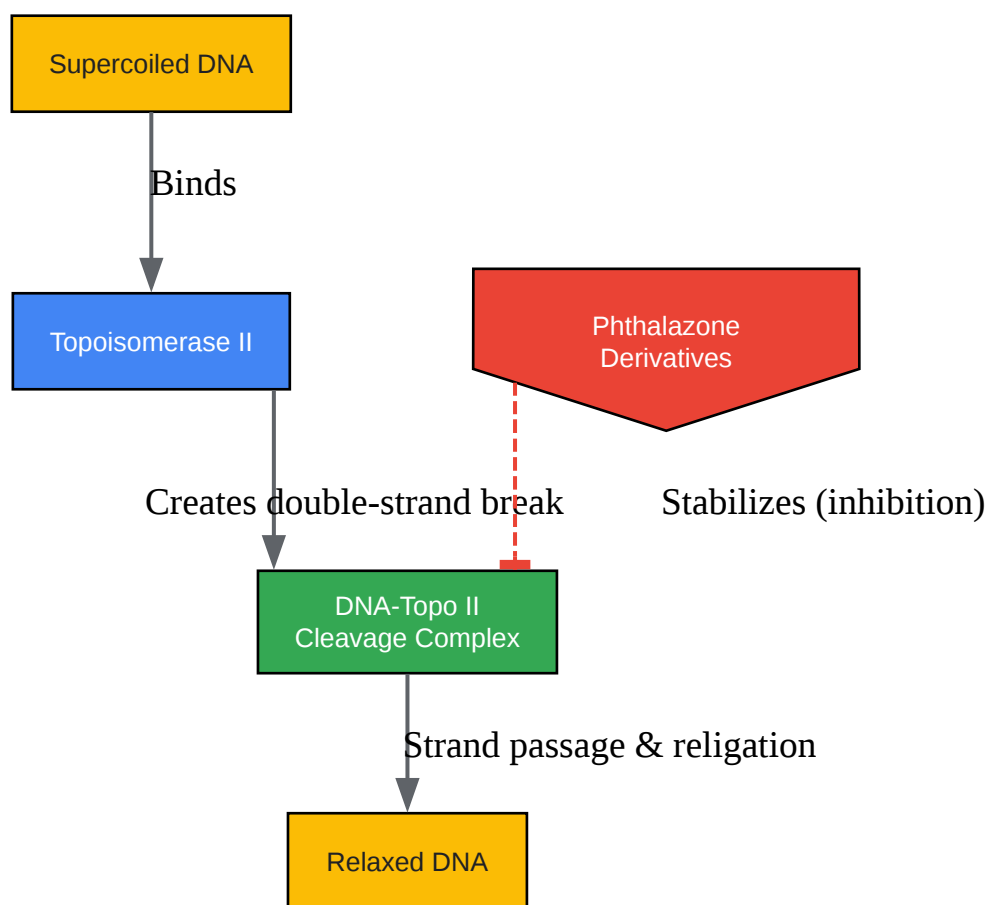 Supercoiled DNA
Binds
Topoisomerase II
Phthalazone
Derivatives
Creates double-strand break
Stabilizes (inhibition)
DNA-Topo II
Cleavage Complex
Strand passage & religation
Relaxed DNA